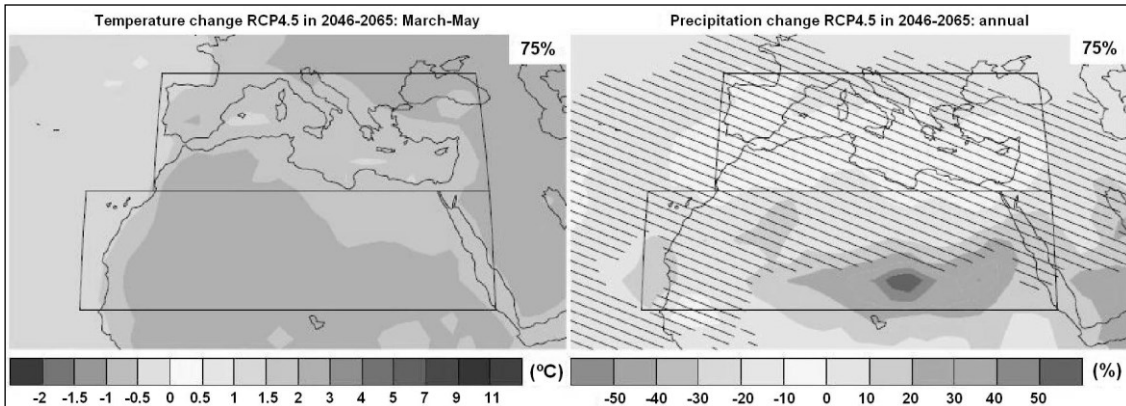 Temperature change RCP4.5 in 2046-2065: March-May
75%
-2 -1.5 -1 -0.5 0 0.5 1 1.5 2 3 4 5 7 9 11 (ºC)
Precipitation change RCP4.5 in 2046-2065: annual
75%
-50 -40 -30 -20 -10 0 10 20 30 40 50 (%)